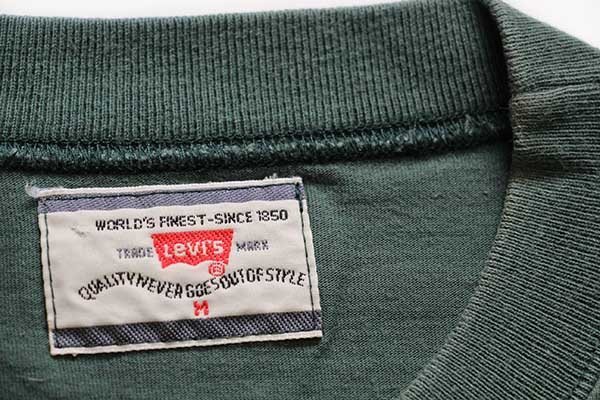 WORLD'S FINEST-SINCE 1850
TRADE Levi's MARK
®
QUALITY NEVER GOES OUT OF STYLE
M